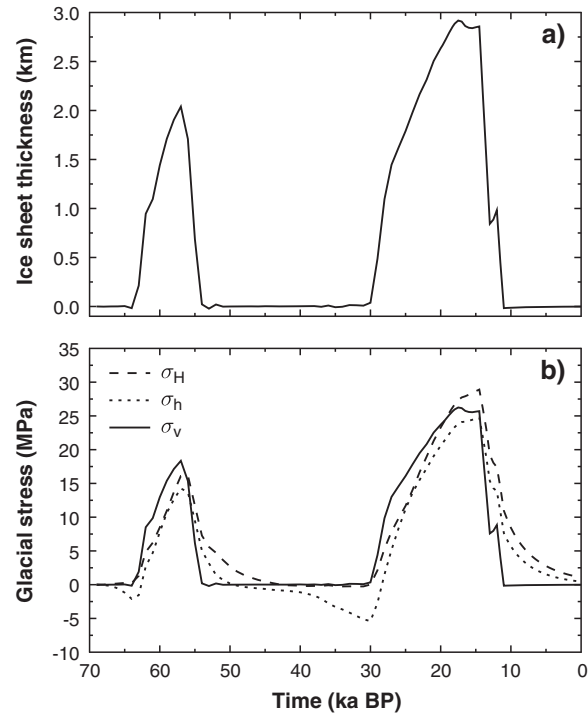 a)
Ice sheet thickness (km)
3.0
2.5
2.0
1.5
1.0
0.5
0.0
b)
Glacial stress (MPa)
35
30
25
20
15
10
5
0
-5
-10
σH
σh
σv
70 60 50 40 30 20 10 0
Time (ka BP)